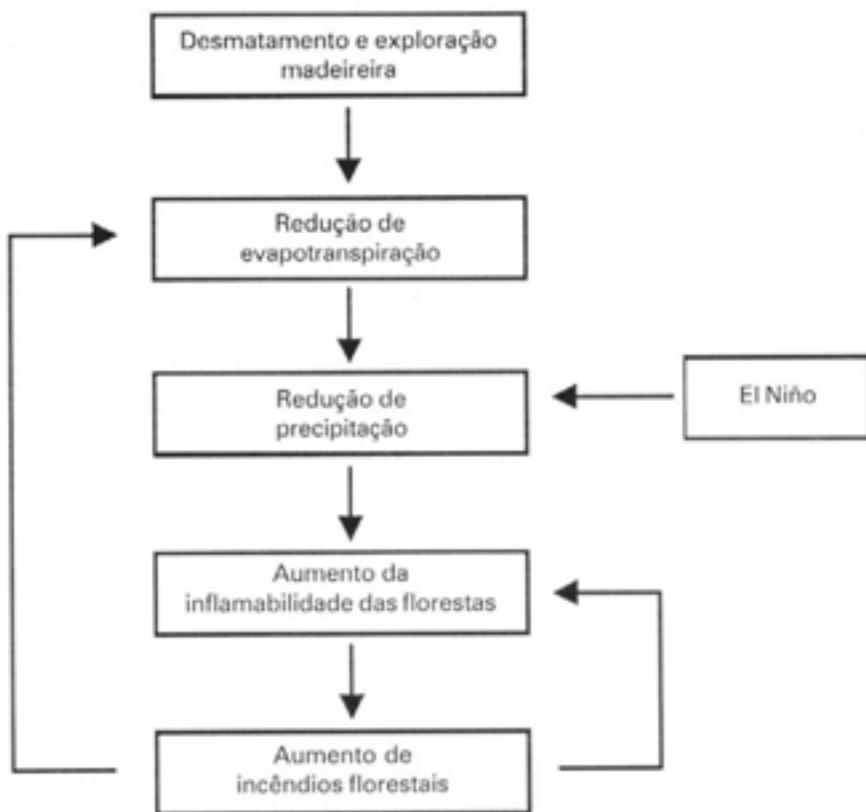 Desmatamento e exploração
madeireira
Redução de
evapotranspiração
Redução de
precipitação
El Niño
Aumento da
inflamabilidade das florestas
Aumento de
incêndios florestais